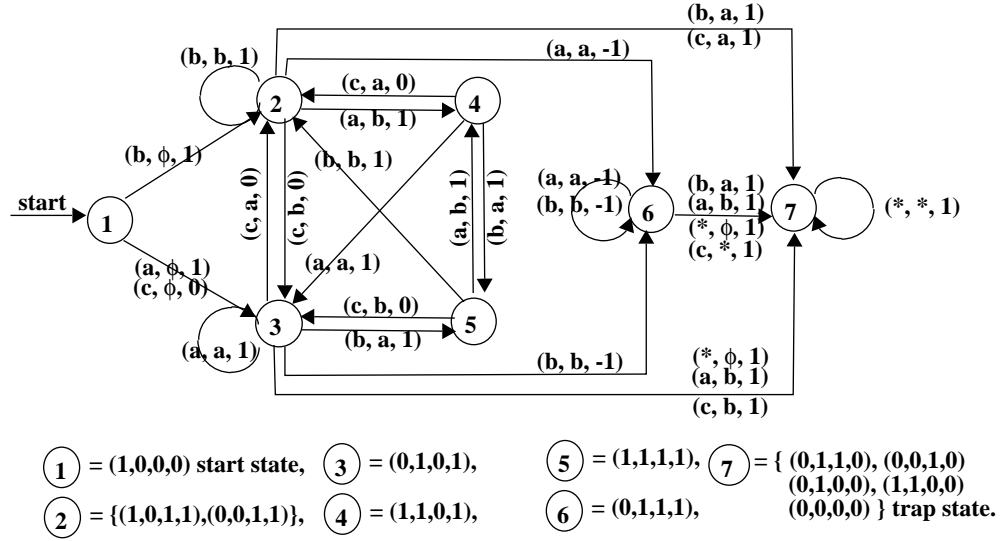 (b, a, 1)
(c, a, 1)
(a, a, -1)
(b, b, 1)
(c, a, 0)
2
4
(a, b, 1)
(b, ϕ, 1)
(b, b, 1)
(c, a, 0)
(c, b, 0)
(a, b, 1)
(b, a, 1)
start
1
(a, a, -1)
(b, b, -1)
6
(b, a, 1)
(a, b, 1)
(*, ϕ, 1)
(c, *, 1)
7
(*, *, 1)
(a, ϕ, 1)
(c, ϕ, 0)
(a, a, 1)
(c, b, 0)
3
5
(b, a, 1)
(a, a, 1)
(b, b, -1)
(*, ϕ, 1)
(a, b, 1)
(c, b, 1)
1 = (1,0,0,0) start state, 3 = (0,1,0,1), 5 = (1,1,1,1), 7 = { (0,1,1,0), (0,0,1,0)
(0,1,0,0), (1,1,0,0)
2 = {(1,0,1,1),(0,0,1,1)}, 4 = (1,1,0,1), 6 = (0,1,1,1), (0,0,0,0) } trap state.